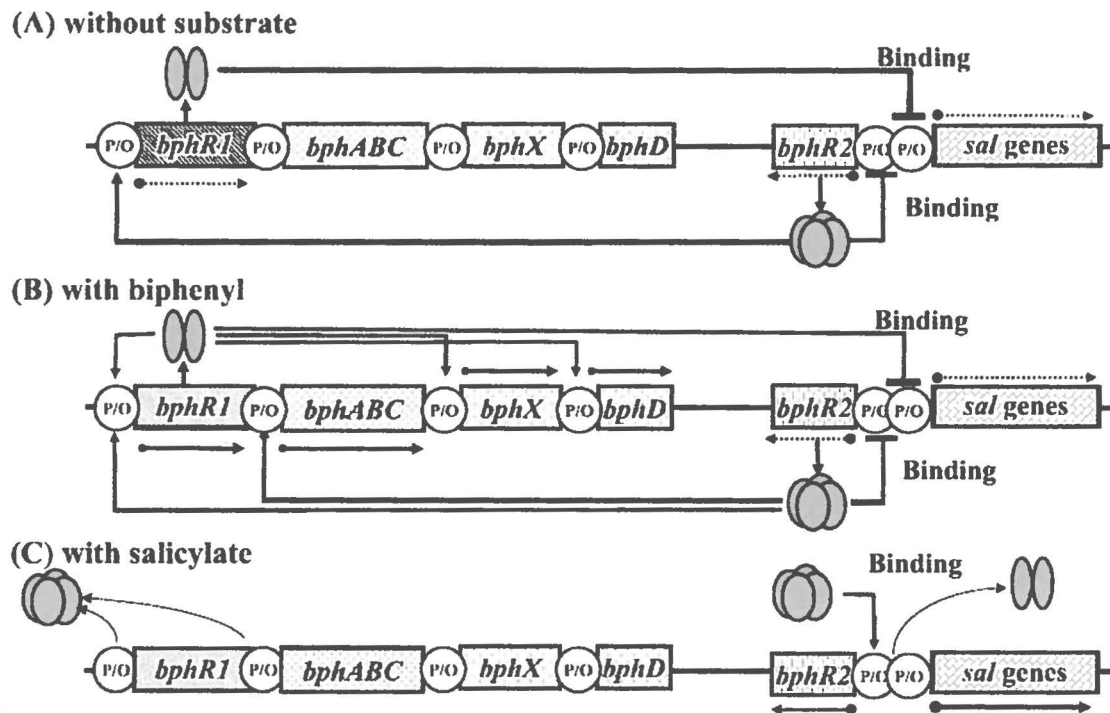 (A) without substrate
Binding
P/O bphR1 P/O bphABC P/O bphX P/O bphD bphR2 P/O P/O sal genes
Binding
(B) with biphenyl
Binding
P/O bphR1 P/O bphABC P/O bphX P/O bphD bphR2 P/O P/O sal genes
Binding
(C) with salicylate
Binding
P/O bphR1 P/O bphABC P/O bphX P/O bphD bphR2 P/O P/O sal genes